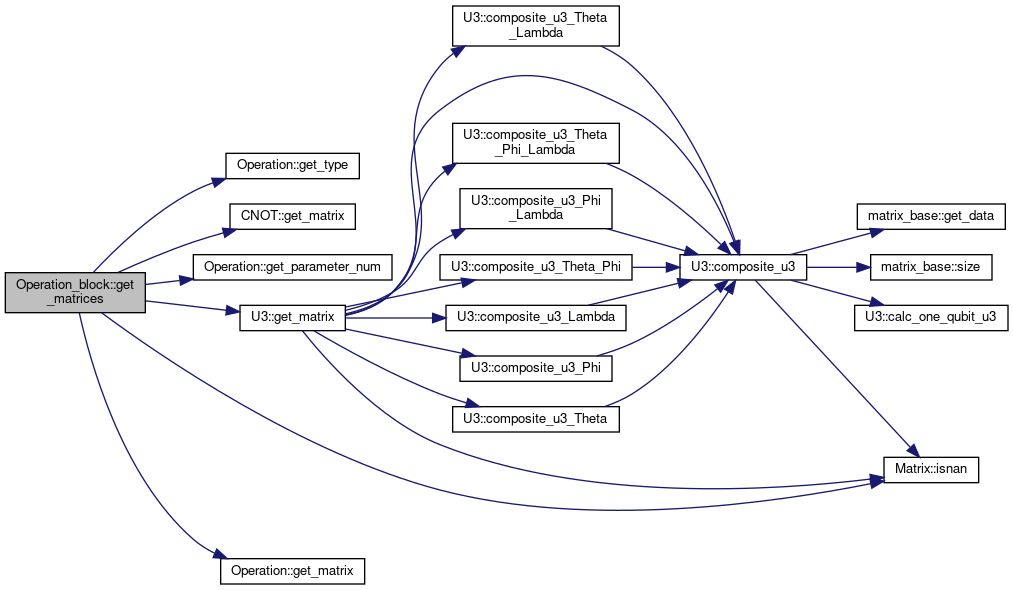 Operation_block::get
_matrices
Operation::get_type
CNOT::get_matrix
Operation::get_parameter_num
U3::get_matrix
Operation::get_matrix
U3::composite_u3_Theta
_Lambda
U3::composite_u3_Theta
_Phi_Lambda
U3::composite_u3_Phi
_Lambda
U3::composite_u3_Theta_Phi
U3::composite_u3_Lambda
U3::composite_u3_Phi
U3::composite_u3_Theta
U3::composite_u3
matrix_base::get_data
matrix_base::size
U3::calc_one_qubit_u3
Matrix::isnan